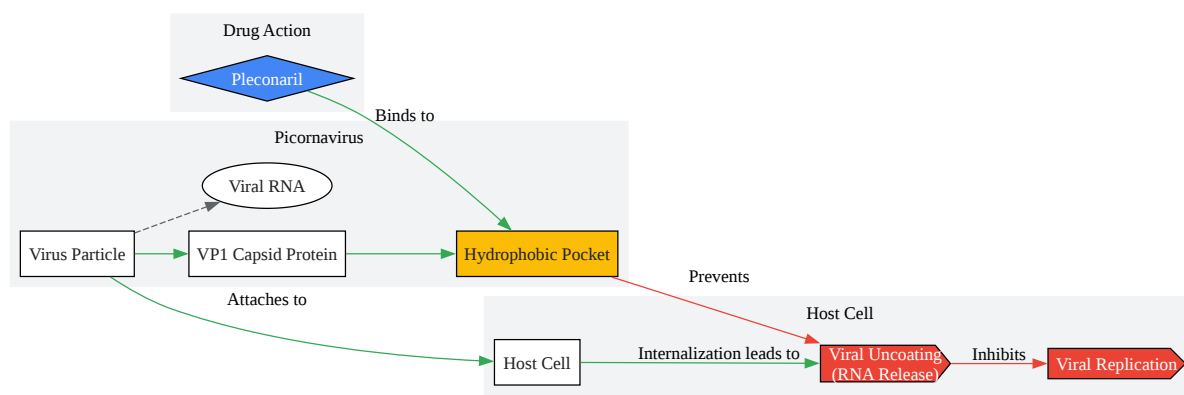 Drug Action
Pleconaril
Binds to
Picornavirus
Viral RNA
Virus Particle
VP1 Capsid Protein
Hydrophobic Pocket
Prevents
Attaches to
Host Cell
Host Cell
Internalization leads to
Viral Uncoating
(RNA Release)
Inhibits
Viral Replication